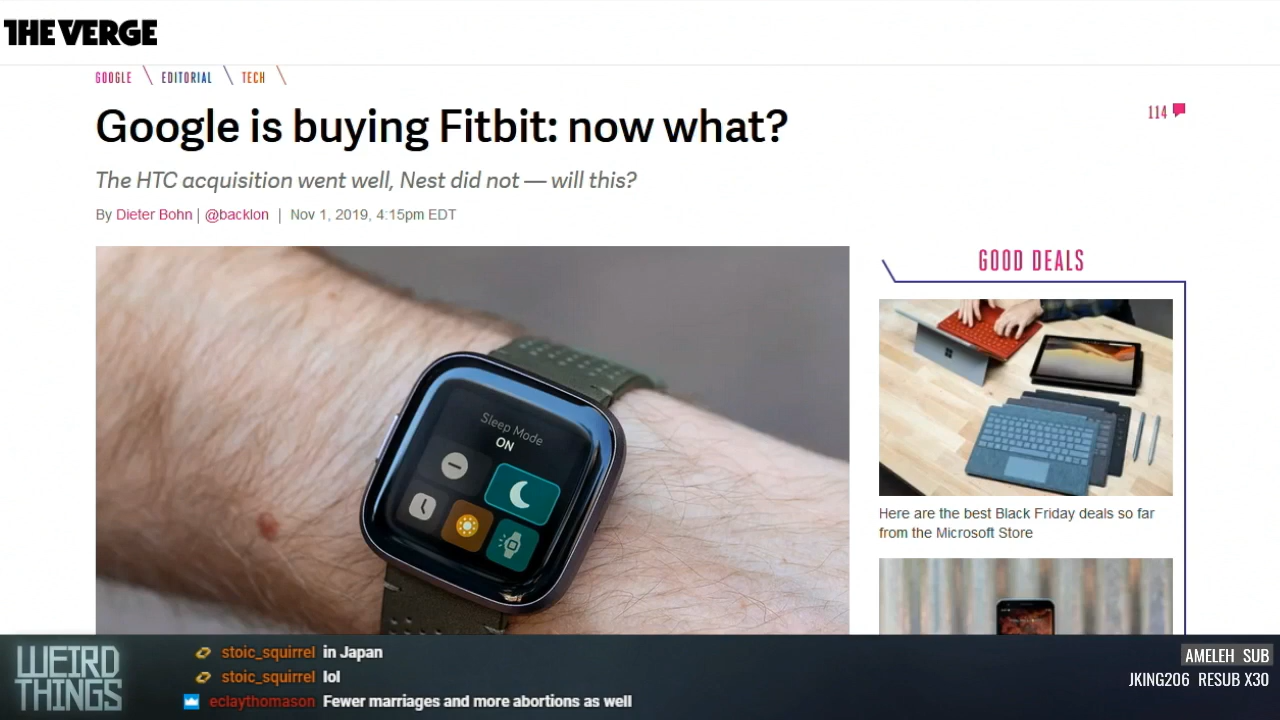 THE VERGE
GOOGLE \ EDITORIAL \ TECH \
Google is buying Fitbit: now what?
114
The HTC acquisition went well, Nest did not — will this?
By Dieter Bohn | @backlon | Nov 1, 2019, 4:15pm EDT
Sleep Mode
ON
GOOD DEALS
Here are the best Black Friday deals so far
from the Microsoft Store
WEIRD
THINGS
stoic_squirrel in Japan
stoic_squirrel lol
eclaythomason Fewer marriages and more abortions as well
AMELEH SUB
JKING206 RESUB X30